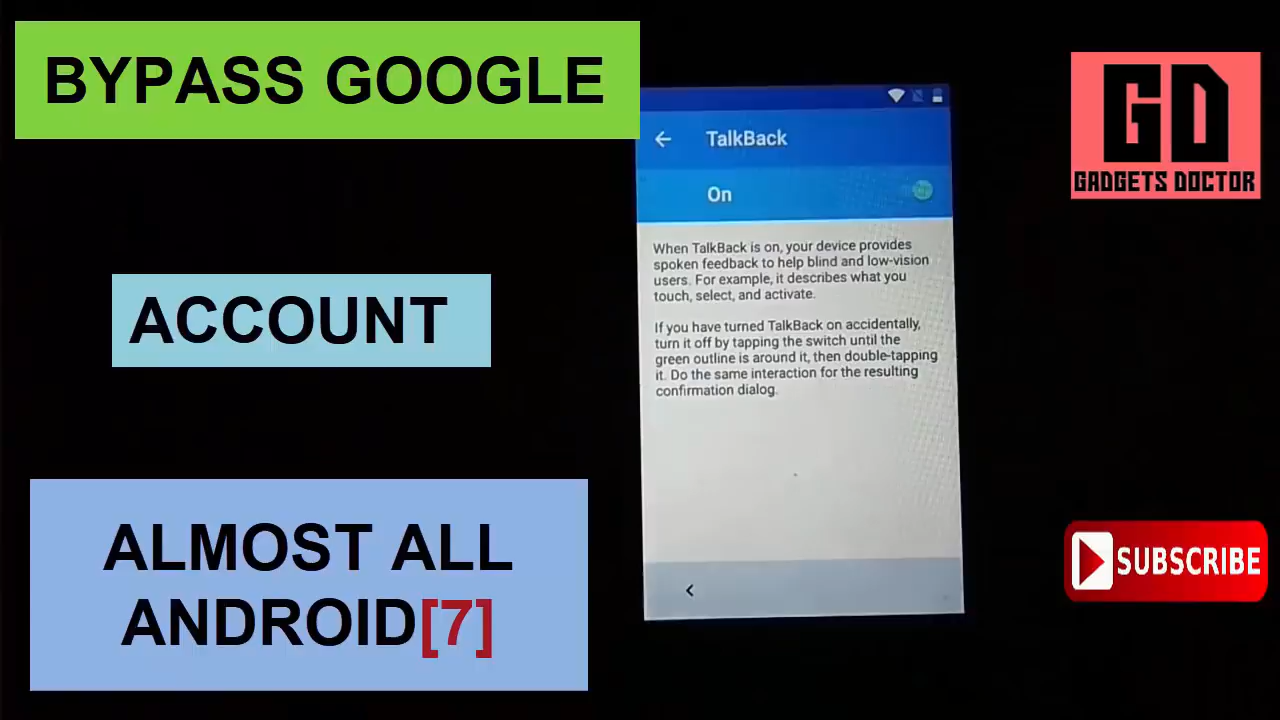 BYPASS GOOGLE
ACCOUNT
ALMOST ALL
ANDROID[7]
TalkBack
On
When TalkBack is on, your device provides
spoken feedback to help blind and low-vision
users. For example, it describes what you
touch, select, and activate.
If you have turned TalkBack on accidentally,
turn it off by tapping the switch until the
green outline is around it, then double-tapping
it. Do the same interaction for the resulting
confirmation dialog.
GD
GADGETS DOCTOR
SUBSCRIBE